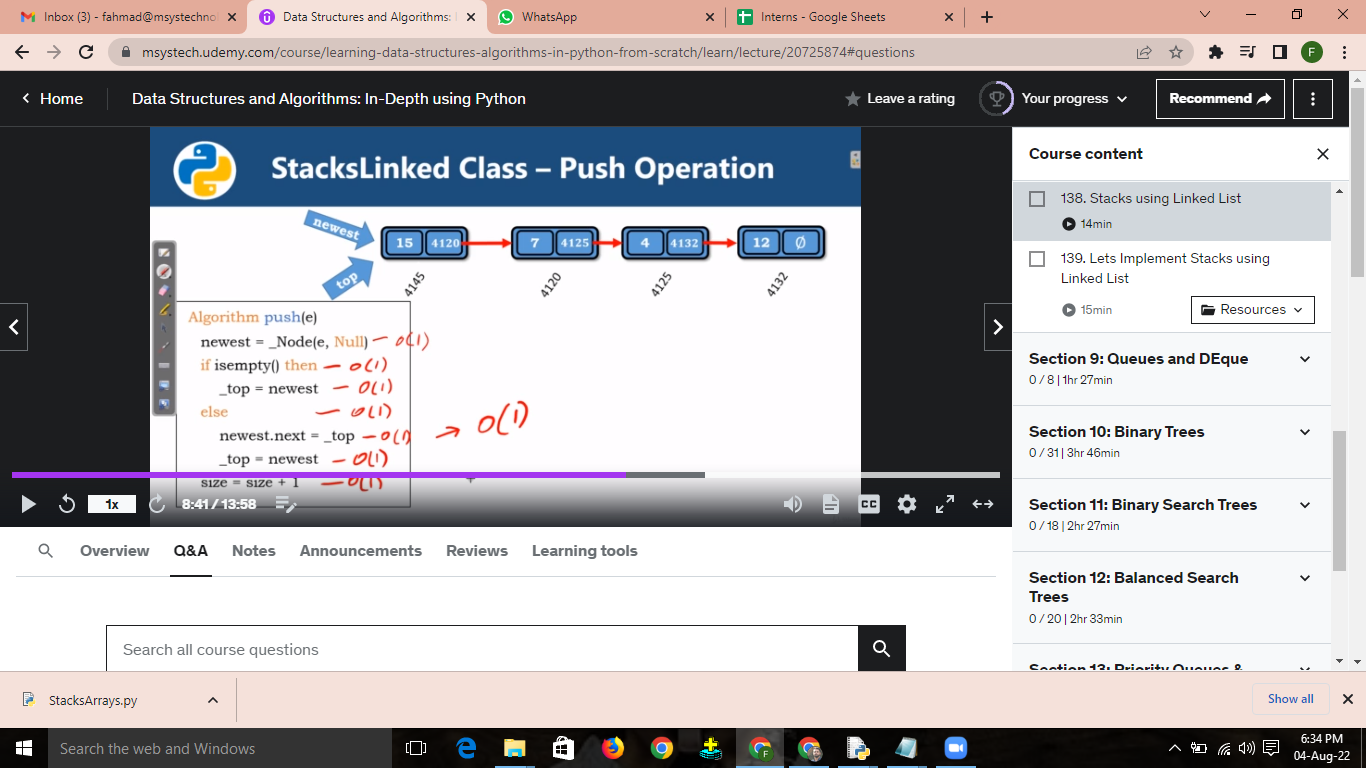 Inbox (3) - fahmad@msystechno
Data Structures and Algorithms: I
WhatsApp
Interns - Google Sheets
msystech.udemy.com/course/learning-data-structures-algorithms-in-python-from-scratch/learn/lecture/20725874#questions
F
Home
Data Structures and Algorithms: In-Depth using Python
Leave a rating
Your progress
Recommend
StacksLinked Class – Push Operation
newest
15 4120 7 4125 4 4132 12 Ø
top
4145 4120 4125 4132
Algorithm push(e)
newest = _Node(e, Null) — O(1)
if isempty() then — O(1)
_top = newest — O(1)
else — O(1)
newest.next = _top — O(1) → O(1)
_top = newest — O(1)
size = size + 1 — O(1)
1x
8:41 / 13:58
CC
Course content
138. Stacks using Linked List
14min
139. Lets Implement Stacks using
Linked List
15min
Resources
Section 9: Queues and DEque
0 / 8 | 1hr 27min
Section 10: Binary Trees
0 / 31 | 3hr 46min
Section 11: Binary Search Trees
0 / 18 | 2hr 27min
Section 12: Balanced Search
Trees
0 / 20 | 2hr 33min
Section 13: Priority Queues &
Overview
Q&A
Notes
Announcements
Reviews
Learning tools
Search all course questions
StacksArrays.py
Show all
Search the web and Windows
F
6:34 PM
04-Aug-22